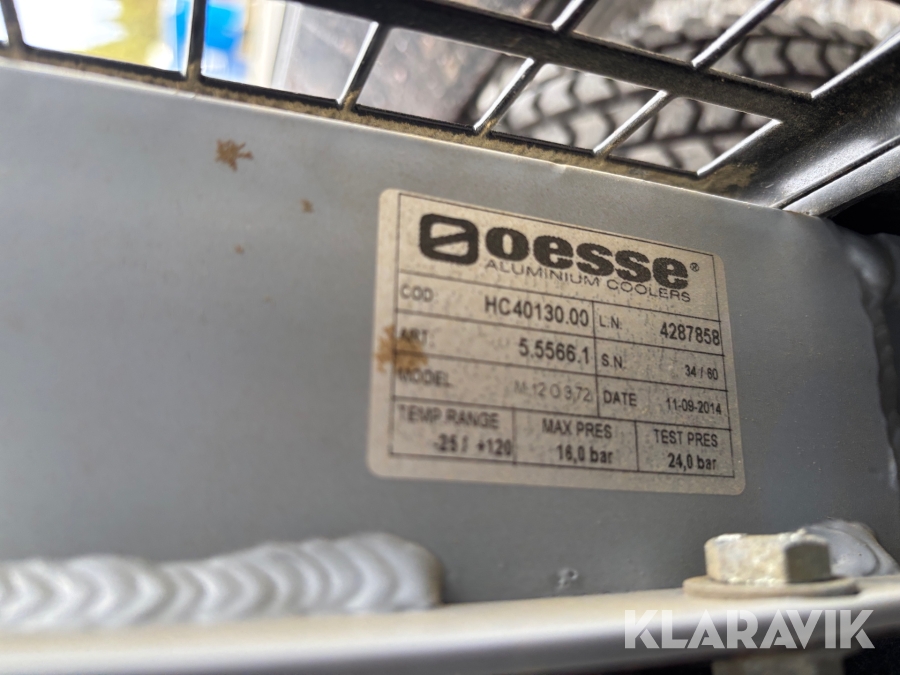 oesse®
ALUMINIUM COOLERS
COD. HC40130.00 L.N. 4287858
ART. 5.5566.1 S.N. 34 / 60
MODEL DATE 11-09-2014
TEMP.RANGE MAX PRES TEST PRES
-25 / +120 16,0 bar 24,0 bar
P
KLARAVIK